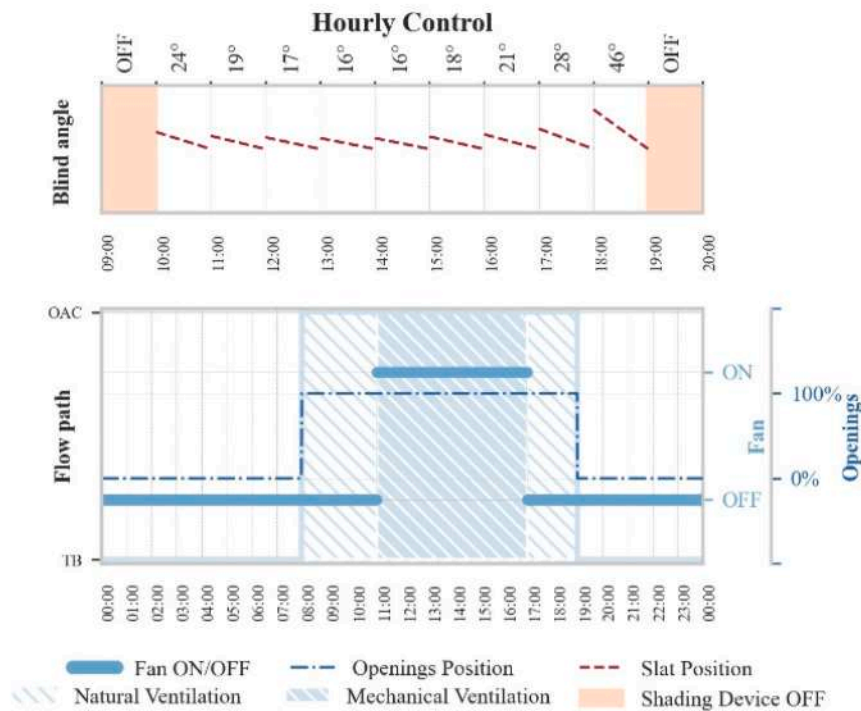 Hourly Control
OFF 24° 19° 17° 16° 16° 18° 21° 28° 46° OFF
Blind angle
09:00 10:00 11:00 12:00 13:00 14:00 15:00 16:00 17:00 18:00 19:00 20:00
OAC
ON
100%
Flow path
Fan
Openings
0%
OFF
TB
00:00 01:00 02:00 03:00 04:00 05:00 06:00 07:00 08:00 09:00 10:00 11:00 12:00 13:00 14:00 15:00 16:00 17:00 18:00 19:00 20:00 21:00 22:00 23:00 00:00
Fan ON/OFF Openings Position Slat Position
Natural Ventilation Mechanical Ventilation Shading Device OFF